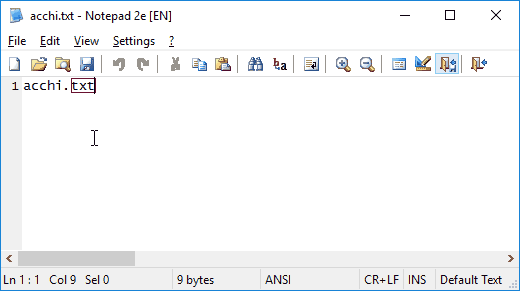 acchi.txt - Notepad 2e [EN]
File Edit View Settings ?
1 acchi.txt
Ln 1 : 1 Col 9 Sel 0 9 bytes ANSI CR+LF INS Default Text